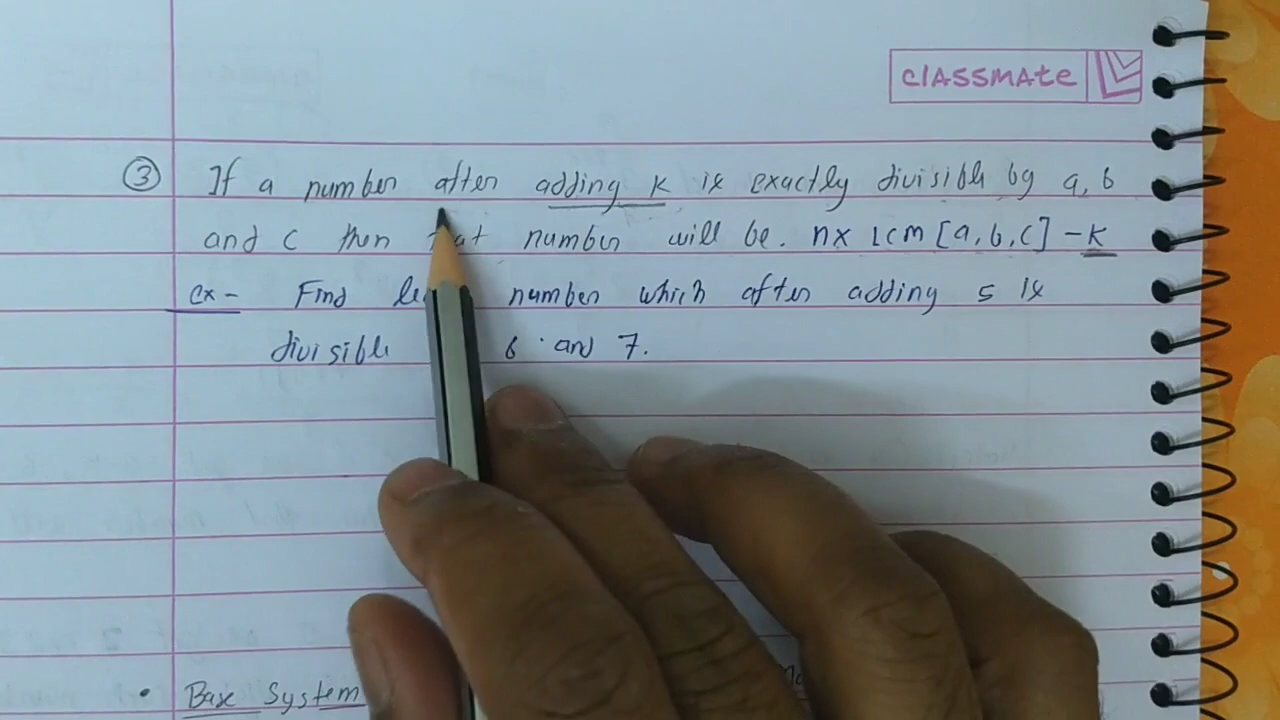 classmate
③ If a number after adding k is exactly divisible by a, b
and c then that number will be. n× LCM [a, b, c] - k
ex- Find number which after adding 5 is
divisible 6 and 7.
• Base System